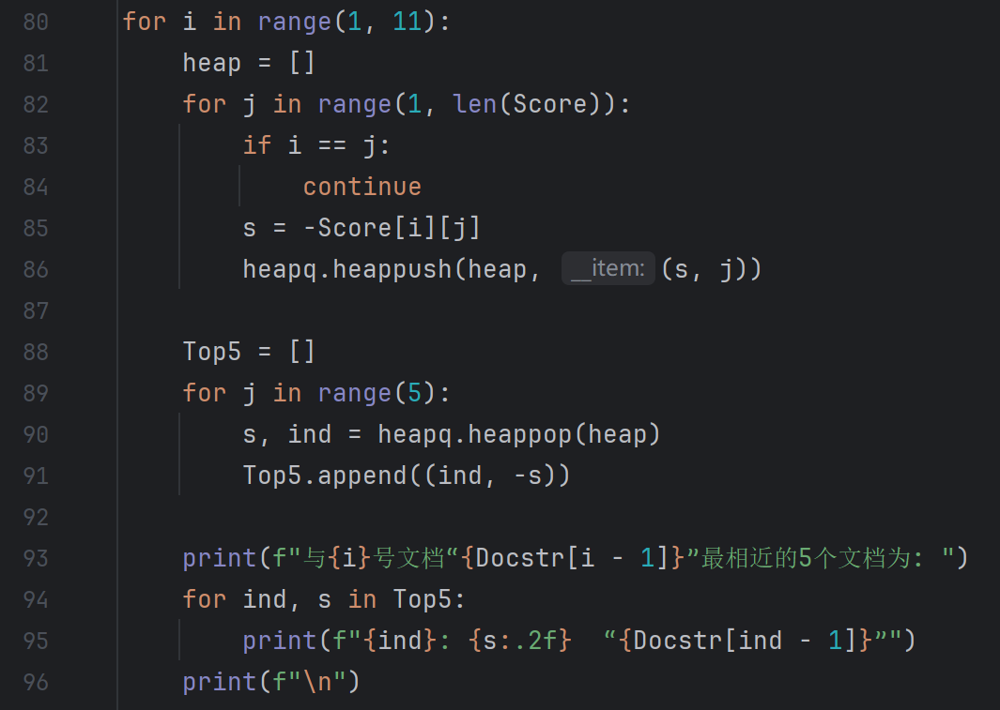 80 for i in range(1, 11):
81     heap = []
82     for j in range(1, len(Score)):
83         if i == j:
84             continue
85         s = -Score[i][j]
86         heapq.heappush(heap, __item: (s, j))
87
88     Top5 = []
89     for j in range(5):
90         s, ind = heapq.heappop(heap)
91         Top5.append((ind, -s))
92
93     print(f"与{i}号文档“{Docstr[i - 1]}”最相近的5个文档为: ")
94     for ind, s in Top5:
95         print(f"{ind}: {s:.2f}  “{Docstr[ind - 1]}”")
96     print(f"\n")